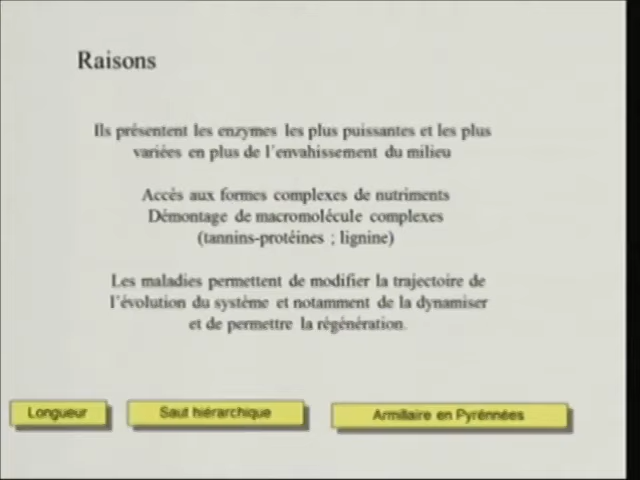 Raisons
Ils présentent les enzymes les plus puissantes et les plus
variées en plus de l'envahissement du milieu
Accès aux formes complexes de nutriments
Démontage de macromolécule complexes
(tannins-protéines ; lignine)
Les maladies permettent de modifier la trajectoire de
l'évolution du système et notamment de la dynamiser
et de permettre la régénération.
Longueur
Saut hiérarchique
Armillaire en Pyrénnées